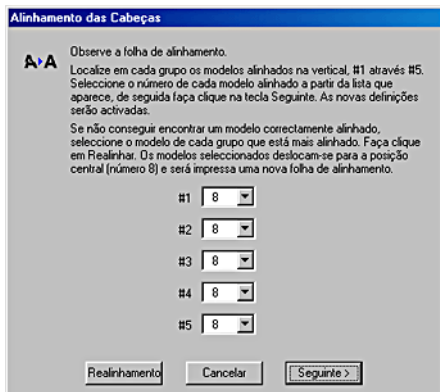 Alinhamento das Cabeças
A▸A
Observe a folha de alinhamento.
Localize em cada grupo os modelos alinhados na vertical, #1 através #5.
Seleccione o número de cada modelo alinhado a partir da lista que
aparece, de seguida faça clique na tecla Seguinte. As novas definições
serão activadas.
Se não conseguir encontrar um modelo correctamente alinhado,
seleccione o modelo de cada grupo que está mais alinhado. Faça clique
em Realinhar. Os modelos seleccionados deslocam-se para a posição
central (número 8) e será impressa uma nova folha de alinhamento.
#1 8
#2 8
#3 8
#4 8
#5 8
Realinhamento Cancelar Seguinte >